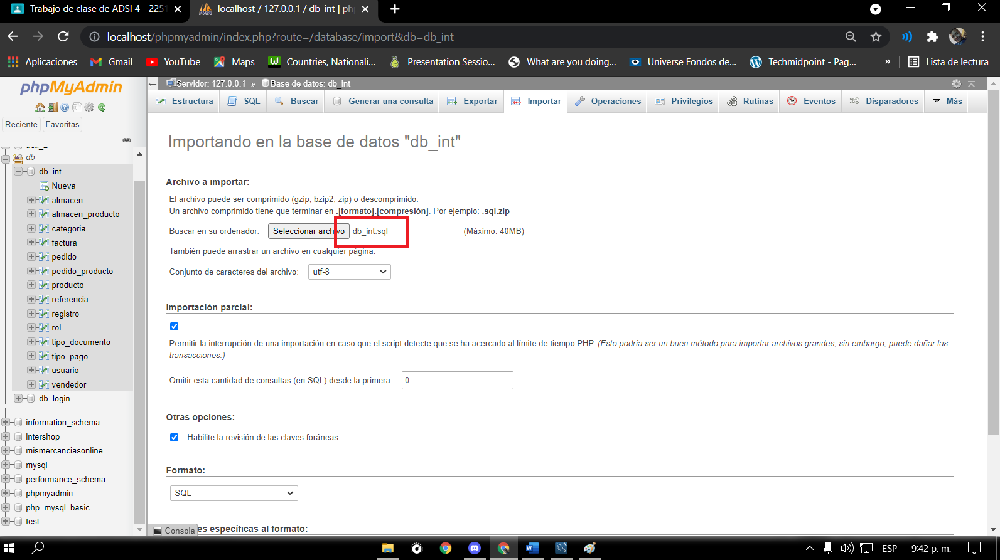 Trabajo de clase de ADSI 4 - 2251
localhost / 127.0.0.1 / db_int | ph
localhost/phpmyadmin/index.php?route=/database/import&db=db_int
Aplicaciones
Gmail
YouTube
Maps
Countries, Nationali...
Presentation Sessio...
What are you doing...
Universe Fondos de...
Techmidpoint - Pag...
»
Lista de lectura
phpMyAdmin
Reciente
Favoritas
db
db_int
Nueva
almacen
almacen_producto
categoria
factura
pedido
pedido_producto
producto
referencia
registro
rol
tipo_documento
tipo_pago
usuario
vendedor
db_login
information_schema
intershop
mismercanciasonline
mysql
performance_schema
phpmyadmin
php_mysql_basic
test
Servidor: 127.0.0.1 » Base de datos: db_int
Estructura
SQL
Buscar
Generar una consulta
Exportar
Importar
Operaciones
Privilegios
Rutinas
Eventos
Disparadores
Más
Importando en la base de datos "db_int"
Archivo a importar:
El archivo puede ser comprimido (gzip, bzip2, zip) o descomprimido.
Un archivo comprimido tiene que terminar en .[formato].[compresión]. Por ejemplo: .sql.zip
Buscar en su ordenador: Seleccionar archivo db_int.sql (Máximo: 40MB)
También puede arrastrar un archivo en cualquier página.
Conjunto de caracteres del archivo: utf-8
Importación parcial:
Permitir la interrupción de una importación en caso que el script detecte que se ha acercado al límite de tiempo PHP. (Esto podría ser un buen método para importar archivos grandes; sin embargo, puede dañar las
transacciones.)
Omitir esta cantidad de consultas (en SQL) desde la primera: 0
Otras opciones:
Habilite la revisión de las claves foráneas
Formato:
SQL
Consola
es específicas al formato:
ESP
9:42 p. m.